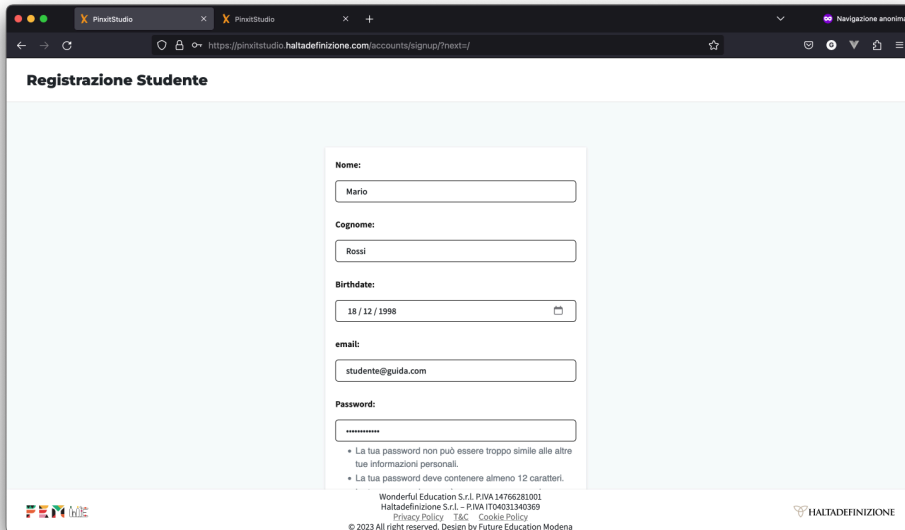 PinxitStudio
PinxitStudio
Navigazione anonima
https://pinxitstudio.haltadefinizione.com/accounts/signup/?next=/
Registrazione Studente
Nome:
Mario
Cognome:
Rossi
Birthdate:
18 / 12 / 1998
email:
studente@guida.com
Password:
••••••••••••
• La tua password non può essere troppo simile alle altre
tue informazioni personali.
• La tua password deve contenere almeno 12 caratteri.
Wonderful Education S.r.l. P.IVA 14766281001
Haltadefinizione S.r.l. – P.IVA IT04031340369
Privacy Policy T&C Cookie Policy
© 2023 All right reserved. Design by Future Education Modena
FEM
HALTADEFINIZIONE